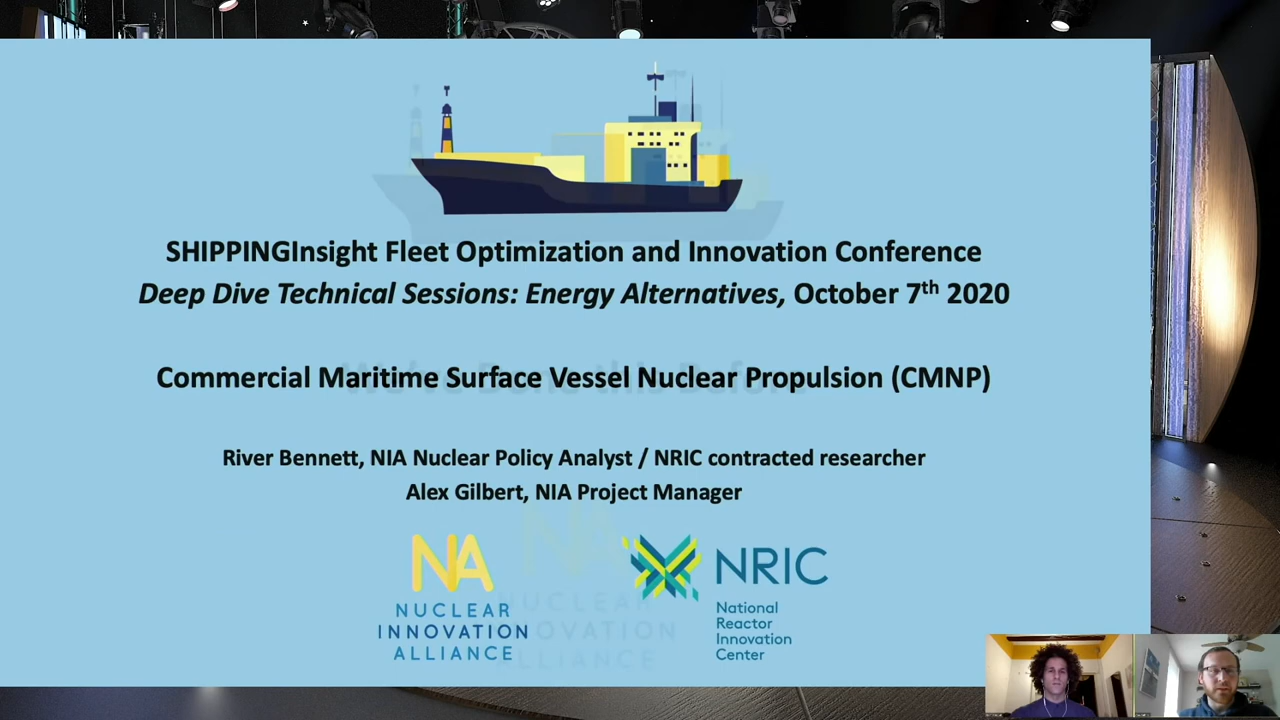 SHIPPINGInsight Fleet Optimization and Innovation Conference
Deep Dive Technical Sessions: Energy Alternatives, October 7th 2020
Commercial Maritime Surface Vessel Nuclear Propulsion (CMNP)
River Bennett, NIA Nuclear Policy Analyst / NRIC contracted researcher
Alex Gilbert, NIA Project Manager
NIA
NUCLEAR
INNOVATION
ALLIANCE
NRIC
National
Reactor
Innovation
Center